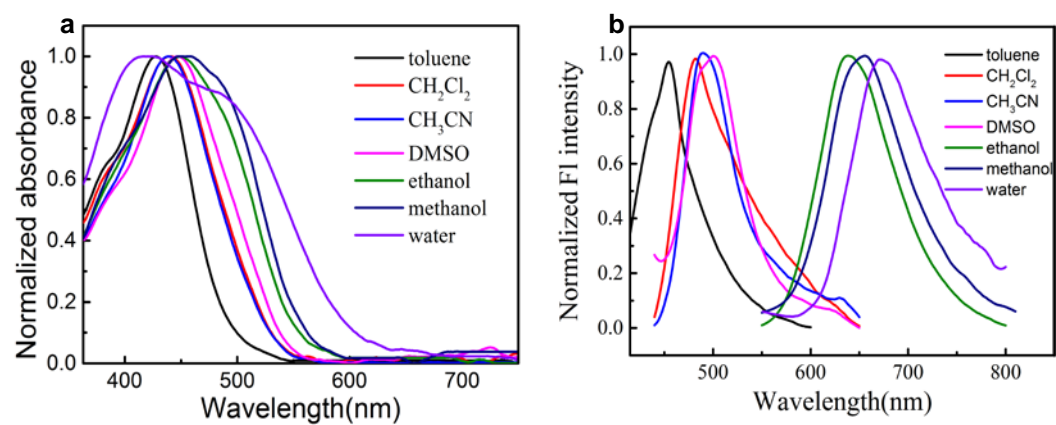 a
Normalized absorbance
1.0
0.8
0.6
0.4
0.2
0.0
400
500
600
700
Wavelength(nm)
toluene
CH₂Cl₂
CH₃CN
DMSO
ethanol
methanol
water
b
Normalized Fl intensity
1.0
0.8
0.6
0.4
0.2
0.0
500
600
700
800
Wavelength(nm)
toluene
CH₂Cl₂
CH₃CN
DMSO
ethanol
methanol
water